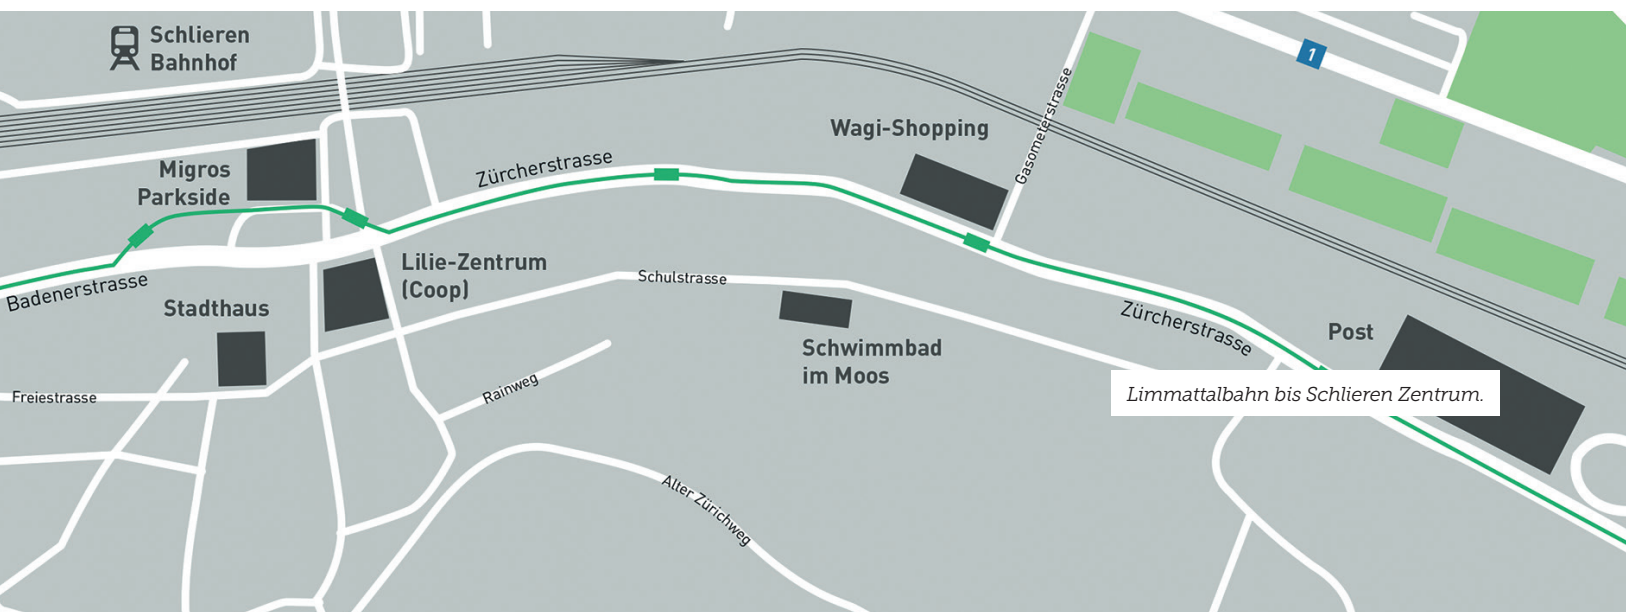 Schlieren
Bahnhof
1
Wagi-Shopping
Gasometerstrasse
Migros
Parkside
Zürcherstrasse
Lilie-Zentrum
(Coop)
Schulstrasse
Badenerstrasse
Stadthaus
Zürcherstrasse
Post
Schwimmbad
im Moos
Freiestrasse
Rainweg
Limmattalbahn bis Schlieren Zentrum.
Alter Zürichweg